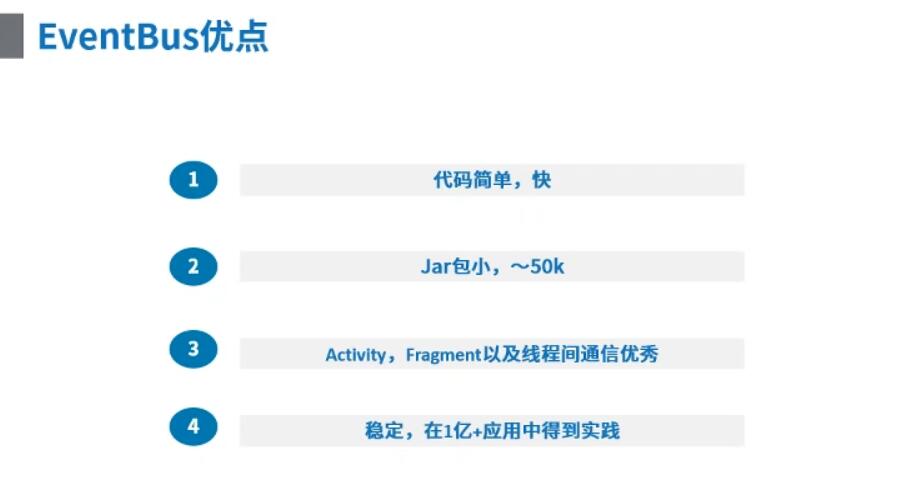 EventBus优点
1
代码简单，快
2
Jar包小，～50k
3
Activity，Fragment以及线程间通信优秀
4
稳定，在1亿+应用中得到实践